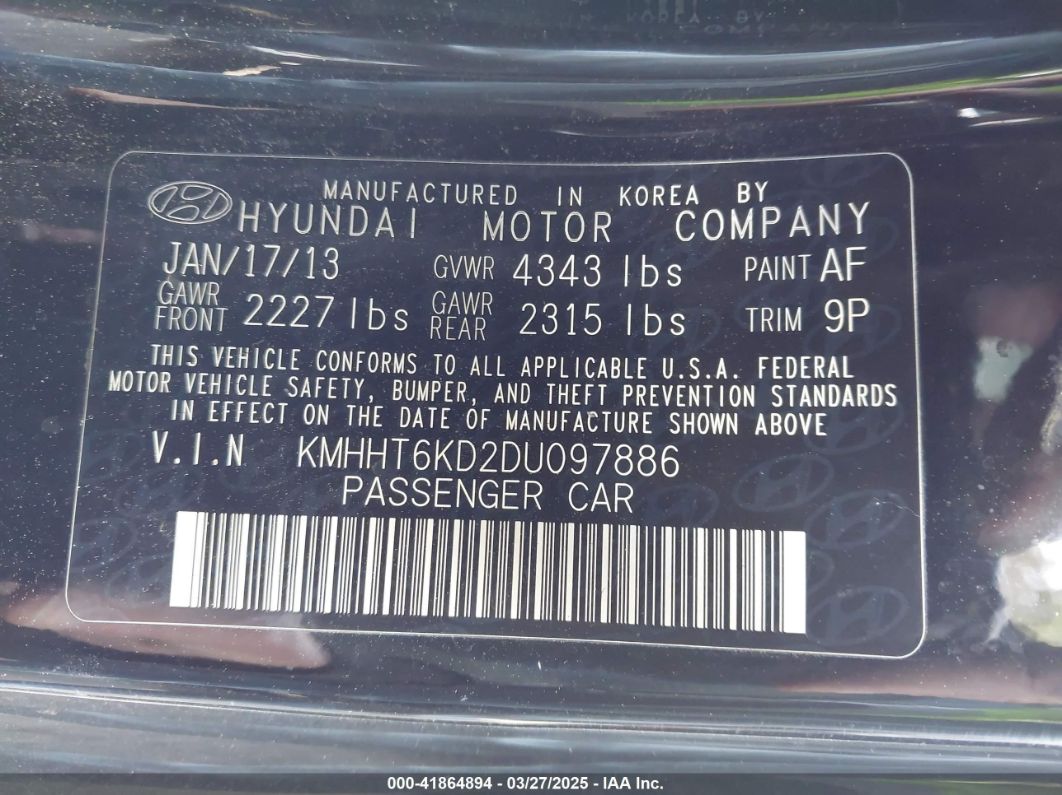 MANUFACTURED IN KOREA BY
HYUNDAI MOTOR COMPANY
JAN/17/13 GVWR 4343 lbs PAINT AF
GAWR FRONT 2227 lbs GAWR REAR 2315 lbs TRIM 9P
THIS VEHICLE CONFORMS TO ALL APPLICABLE U.S.A. FEDERAL
MOTOR VEHICLE SAFETY, BUMPER, AND THEFT PREVENTION STANDARDS
IN EFFECT ON THE DATE OF MANUFACTURE SHOWN ABOVE
V.I.N KMHHT6KD2DU097886
PASSENGER CAR
000-41864894 - 03/27/2025 - IAA Inc.